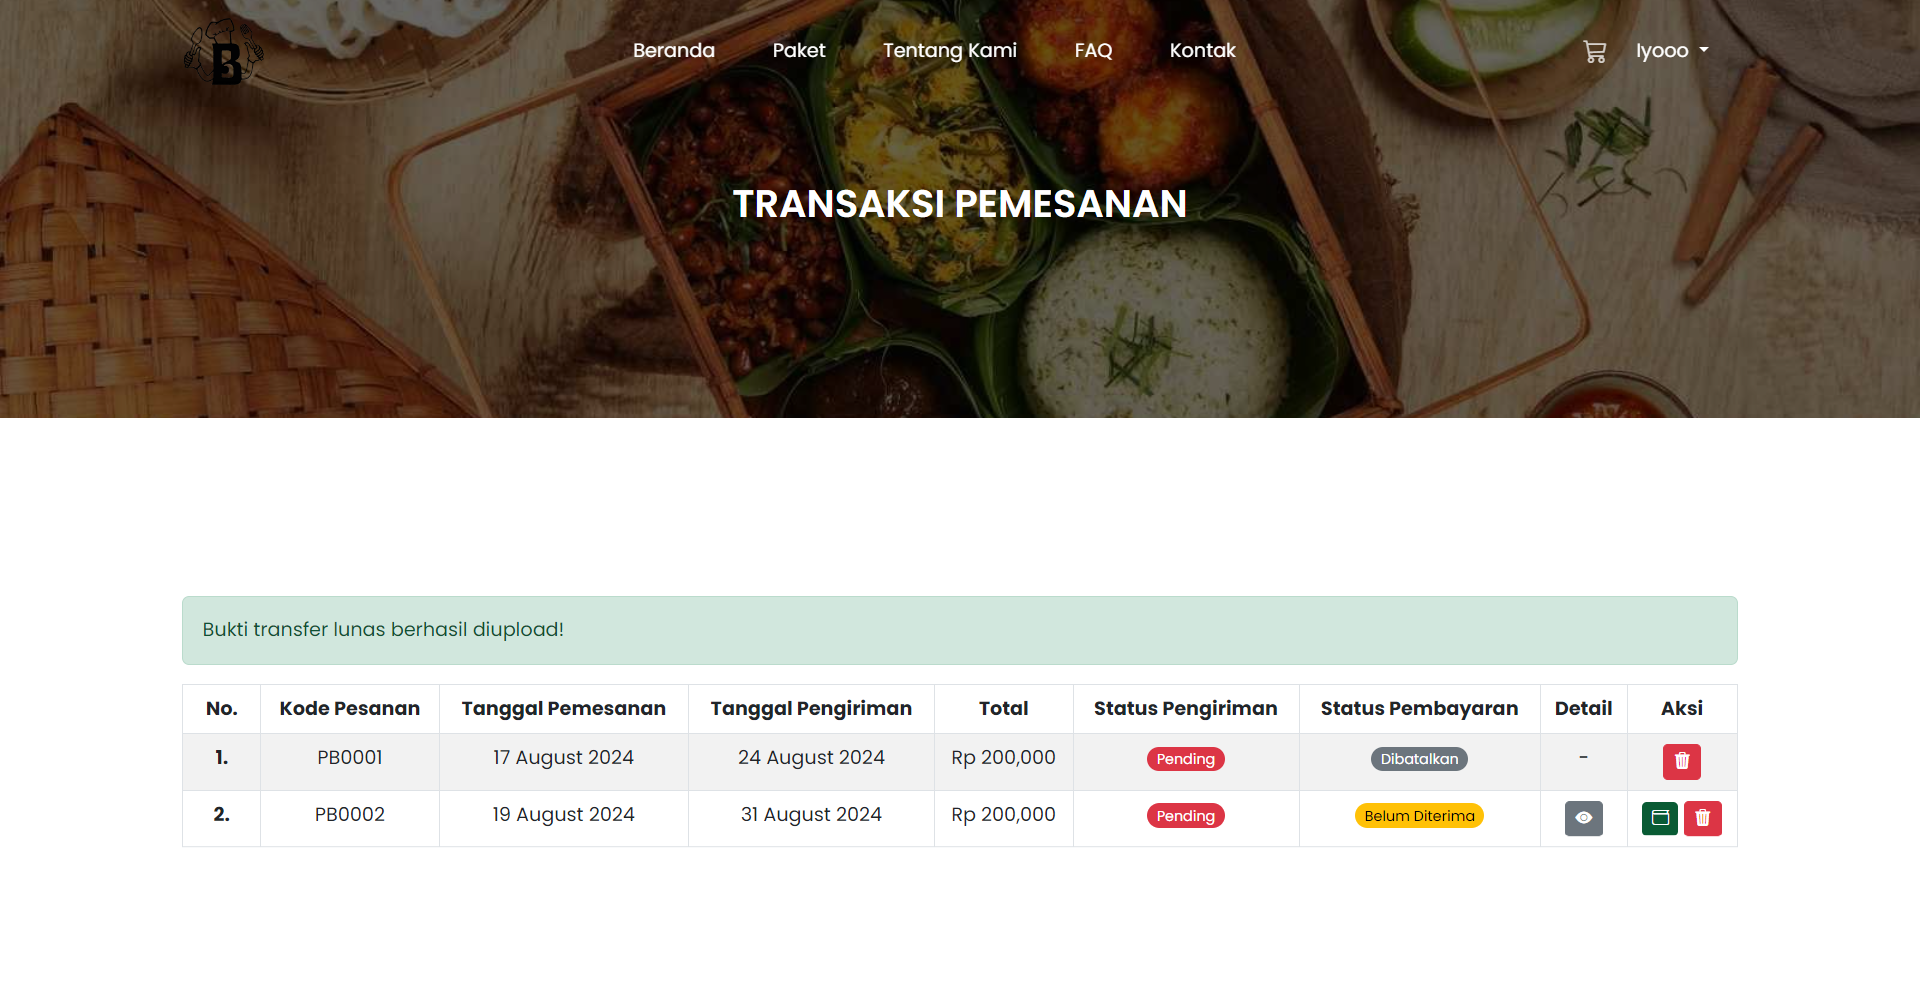 B
Beranda Paket Tentang Kami FAQ Kontak Iyooo
TRANSAKSI PEMESANAN
Bukti transfer lunas berhasil diupload!
No. Kode Pesanan Tanggal Pemesanan Tanggal Pengiriman Total Status Pengiriman Status Pembayaran Detail Aksi
1. PB0001 17 August 2024 24 August 2024 Rp 200,000 Pending Dibatalkan -
2. PB0002 19 August 2024 31 August 2024 Rp 200,000 Pending Belum Diterima